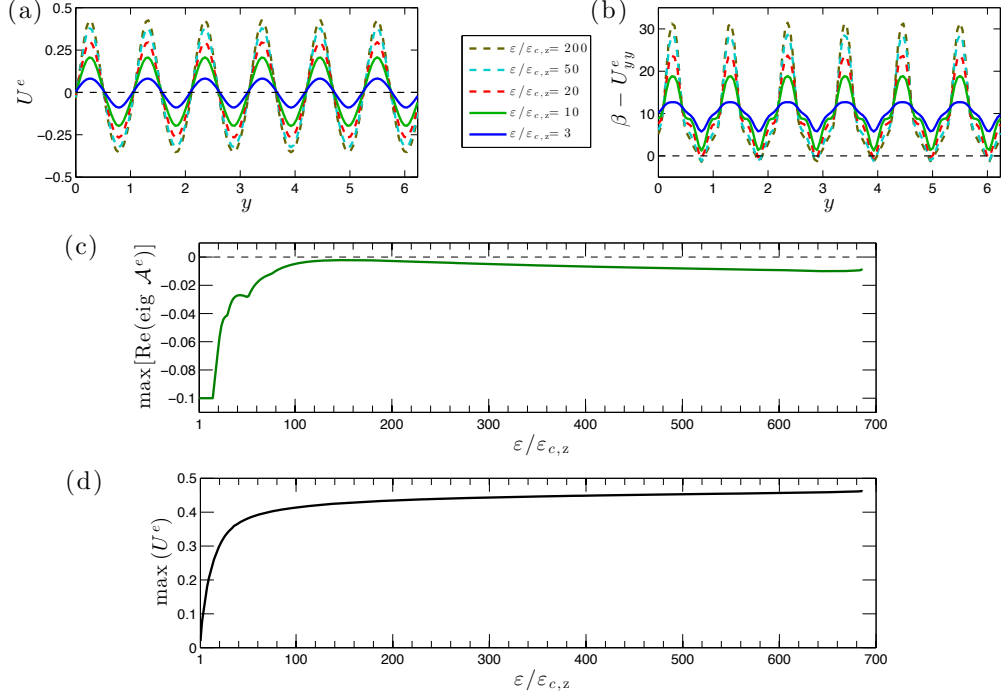 (a)
U^e
0.5
0.25
0
−0.25
−0.5
0 1 2 3 4 5 6
y
ε/ε_{c,z} = 200
ε/ε_{c,z} = 50
ε/ε_{c,z} = 20
ε/ε_{c,z} = 10
ε/ε_{c,z} = 3
(b)
β − U^e_{yy}
30
20
10
0
0 1 2 3 4 5 6
y
(c)
max[Re(eig 𝒜^e)]
0
−0.02
−0.04
−0.06
−0.08
−0.1
1 100 200 300 400 500 600 700
ε/ε_{c,z}
(d)
max (U^e)
0.5
0.4
0.3
0.2
0.1
0
1 100 200 300 400 500 600 700
ε/ε_{c,z}